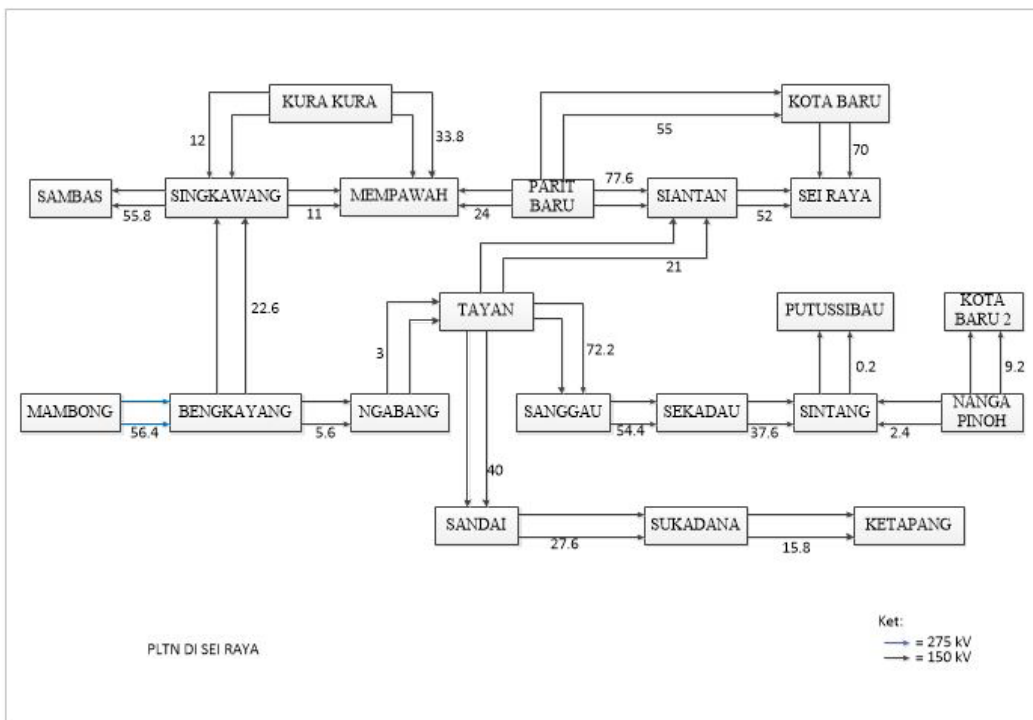 KURA KURA
KOTA BARU
12
33.8
55
70
SAMBAS
SINGKAWANG
MEMPAWAH
PARIT
BARU
77.6
SIANTAN
SEI RAYA
55.8
11
24
52
21
22.6
TAYAN
PUTUSSIBAU
KOTA
BARU 2
3
72.2
0.2
9.2
MAMBONG
BENGKAYANG
NGABANG
SANGGAU
SEKADAU
SINTANG
NANGA
PINOH
56.4
5.6
54.4
37.6
2.4
40
SANDAI
SUKADANA
KETAPANG
27.6
15.8
PLTN DI SEI RAYA
Ket:
= 275 kV
= 150 kV